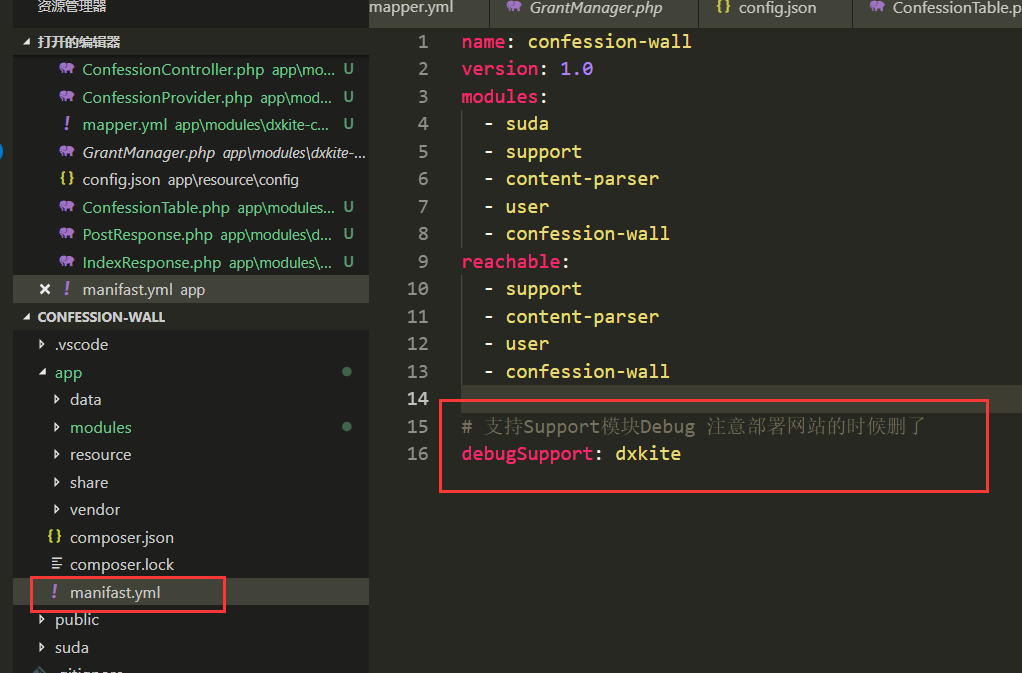 资源管理器
打开的编辑器
ConfessionController.php app\mo... U
ConfessionProvider.php app\mod... U
! mapper.yml app\modules\dxkite-c... U
GrantManager.php app\modules\dxkite-...
{} config.json app\resource\config
ConfessionTable.php app\modules... U
PostResponse.php app\modules\d... U
IndexResponse.php app\modules\... U
× ! manifast.yml app
CONFESSION-WALL
.vscode
app
data
modules
resource
share
vendor
{} composer.json
composer.lock
! manifast.yml
public
suda
.gitignore
mapper.yml
GrantManager.php
{} config.json
ConfessionTable.p
1 name: confession-wall
2 version: 1.0
3 modules:
4 - suda
5 - support
6 - content-parser
7 - user
8 - confession-wall
9 reachable:
10 - support
11 - content-parser
12 - user
13 - confession-wall
14
15 # 支持Support模块Debug 注意部署网站的时候删了
16 debugSupport: dxkite